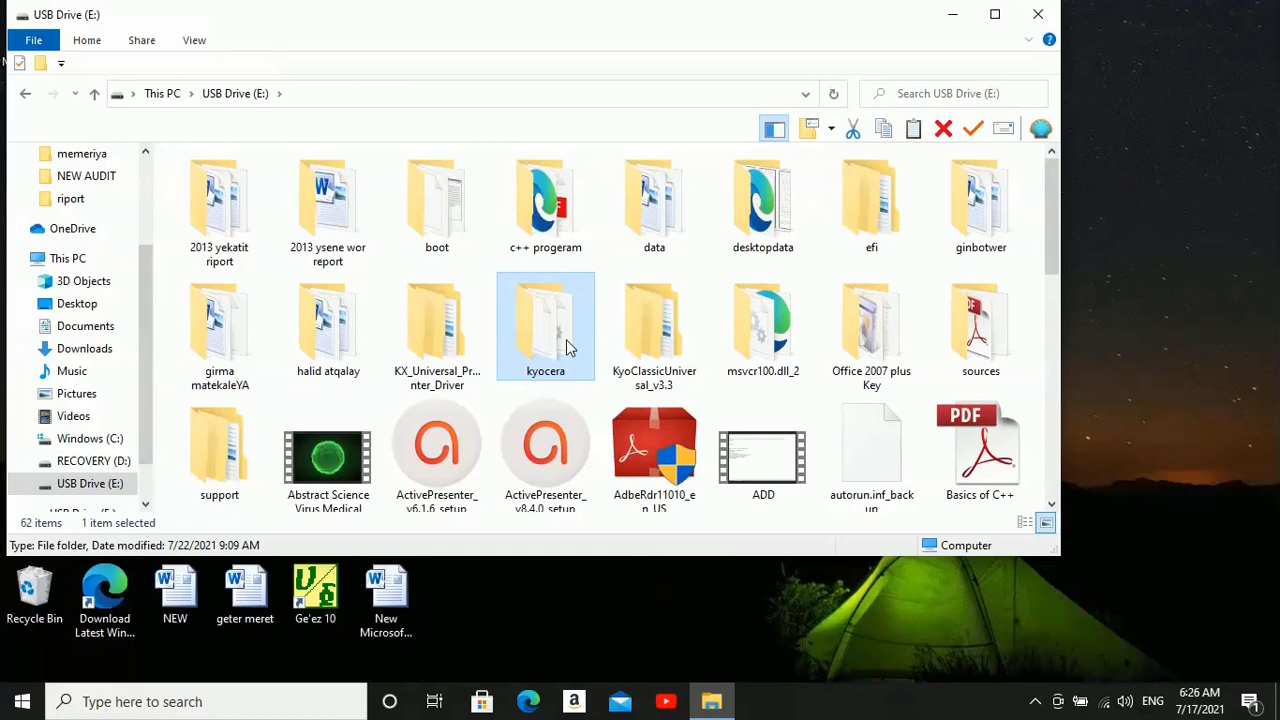 USB Drive (E:)
File Home Share View
This PC USB Drive (E:) Search USB Drive (E:)
memeriya
NEW AUDIT
riport
OneDrive
This PC
3D Objects
Desktop
Documents
Downloads
Music
Pictures
Videos
Windows (C:)
RECOVERY (D:)
USB Drive (E:)
2013 yekatit
riport
2013 ysene wor
report
boot
c++ progeram
data
desktopdata
efi
ginbotwer
girma
matekaleYA
halid atqalay
KX_Universal_Pr...
nter_Driver
kyocera
KyoClassicUniver
sal_v3.3
msvcr100.dll_2
Office 2007 plus
Key
sources
support
Abstract Science
Virus Medical
ActivePresenter_
v6.1.6_setup
ActivePresenter_
v8.4.0_setup
AdbeRdr11010_e
n_US
ADD
autorun.inf_back
up
PDF
Basics of C++
62 items 1 item selected
Type: File folder, Date modified: 7/22/2021 9:09 AM
Computer
Recycle Bin
Download
Latest Win...
NEW
geter meret
Ge'ez 10
New
Microsof...
Type here to search
ENG
6:26 AM
7/17/2021
1